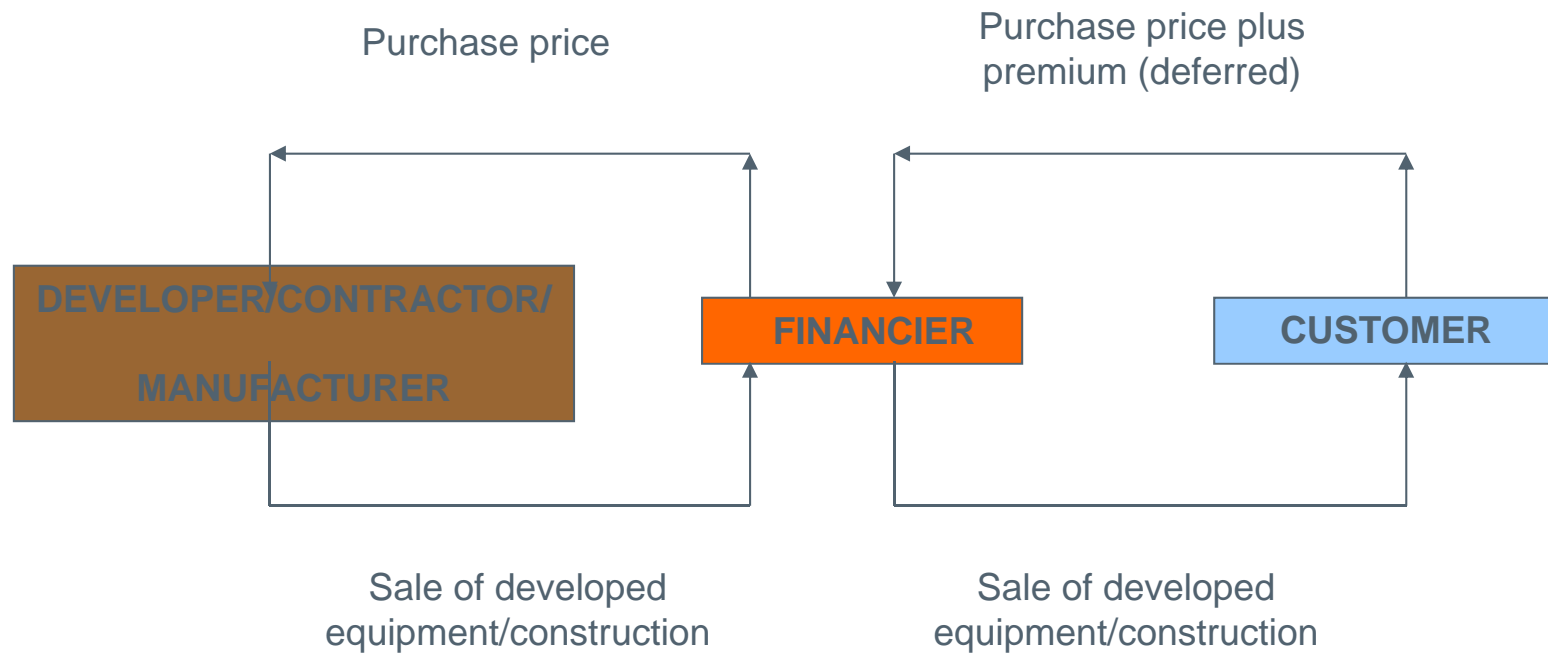 Purchase price
Purchase price plus
premium (deferred)
DEVELOPER/CONTRACTOR/
MANUFACTURER
FINANCIER
CUSTOMER
Sale of developed
equipment/construction
Sale of developed
equipment/construction